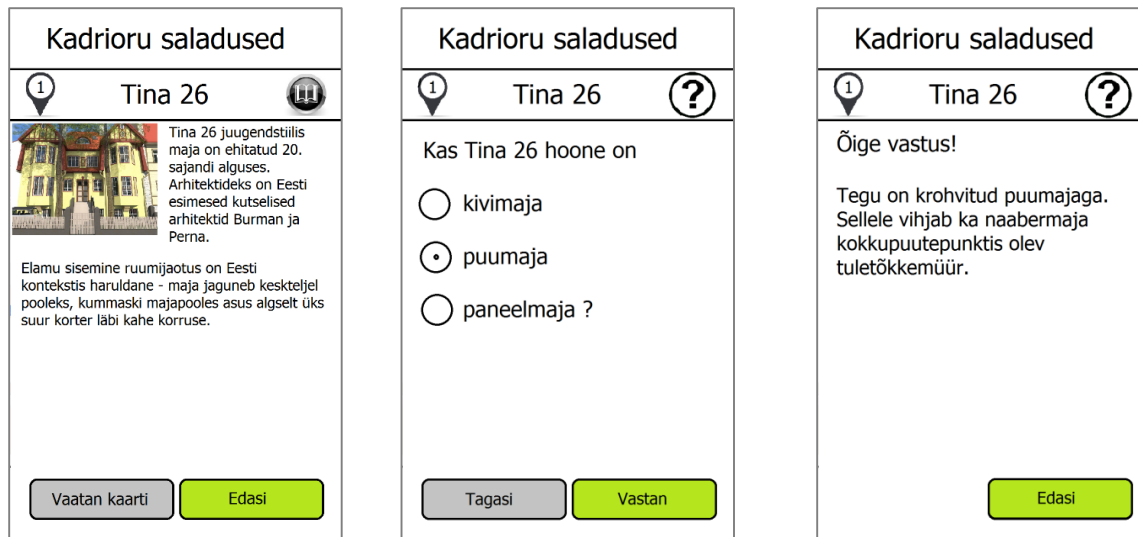 Kadrioru saladused
1
Tina 26
Tina 26 juugendstiilis
maja on ehitatud 20.
sajandi alguses.
Arhitektideks on Eesti
esimesed kutselised
arhitektid Burman ja
Perna.
Elamu sisemine ruumijaotus on Eesti
kontekstis haruldane - maja jaguneb keskteljel
pooleks, kummaski majapooles asus algselt üks
suur korter läbi kahe korruse.
Vaatan kaarti
Edasi
Kadrioru saladused
1
Tina 26
?
Kas Tina 26 hoone on
kivimaja
puumaja
paneelmaja ?
Tagasi
Vastan
Kadrioru saladused
1
Tina 26
?
Õige vastus!
Tegu on krohvitud puumajaga.
Sellele vihjab ka naabermaja
kokkupuutepunktis olev
tuletõkkemüür.
Edasi